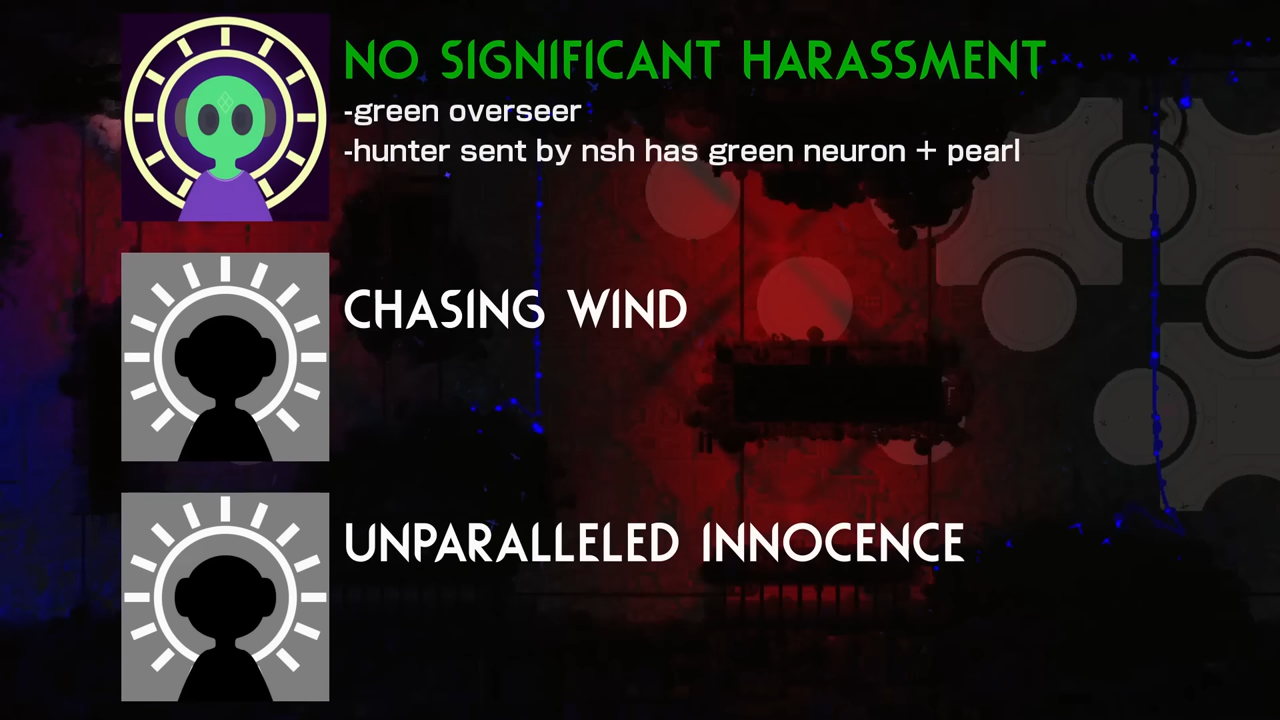 NO SIGNIFICANT HARASSMENT
-green overseer
-hunter sent by nsh has green neuron + pearl
CHASING WIND
UNPARALLELED INNOCENCE